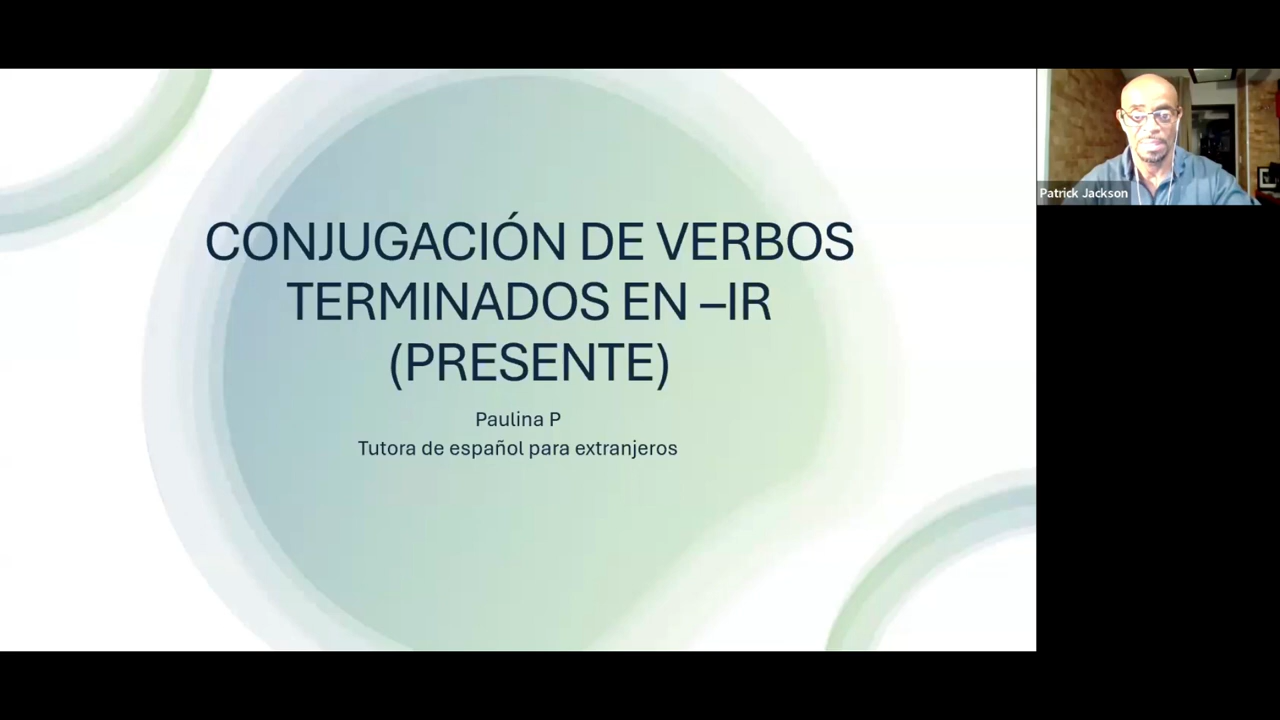 CONJUGACIÓN DE VERBOS
TERMINADOS EN –IR
(PRESENTE)
Paulina P
Tutora de español para extranjeros
Patrick Jackson